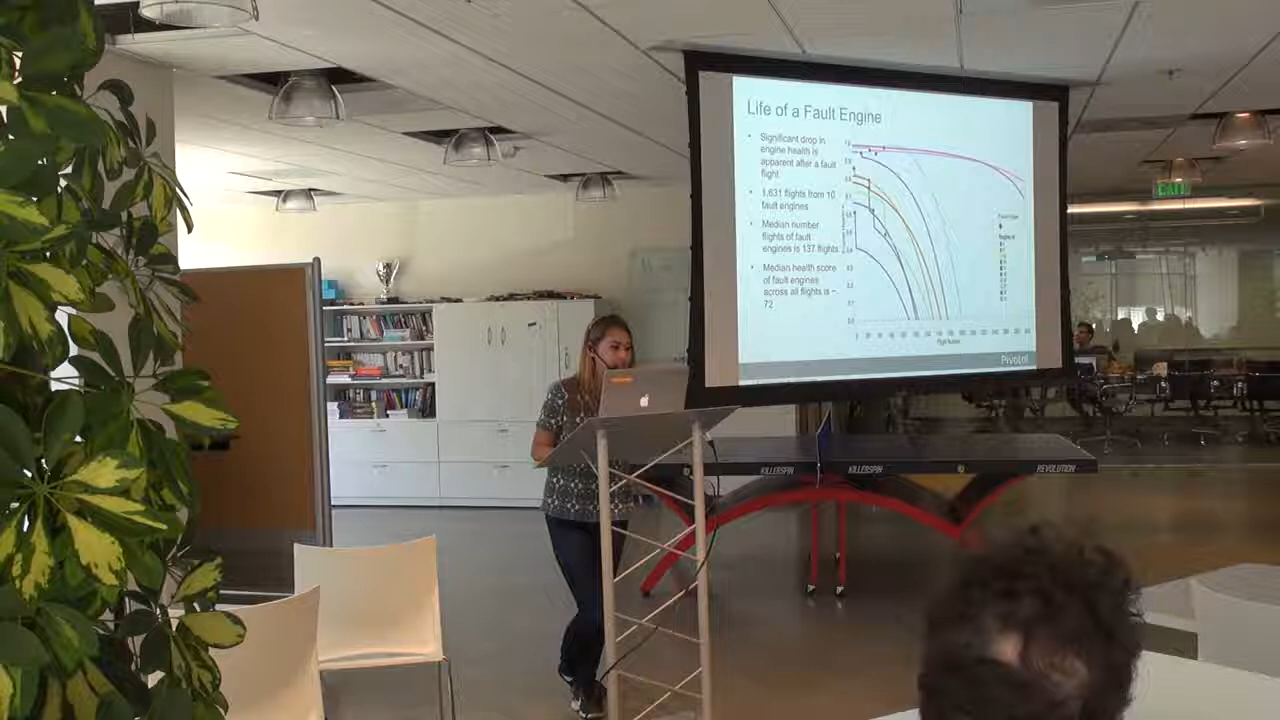 Life of a Fault Engine
• Significant drop in
engine health is
apparent after a fault
flight
• 1,631 flights from 10
fault engines
• Median number
flights of fault
engines is 137 flights
• Median health score
of fault engines
across all flights is ~
72
Flight Number
Pivotal
EXIT
KILLERSPIN
KILLERSPIN
REVOLUTION